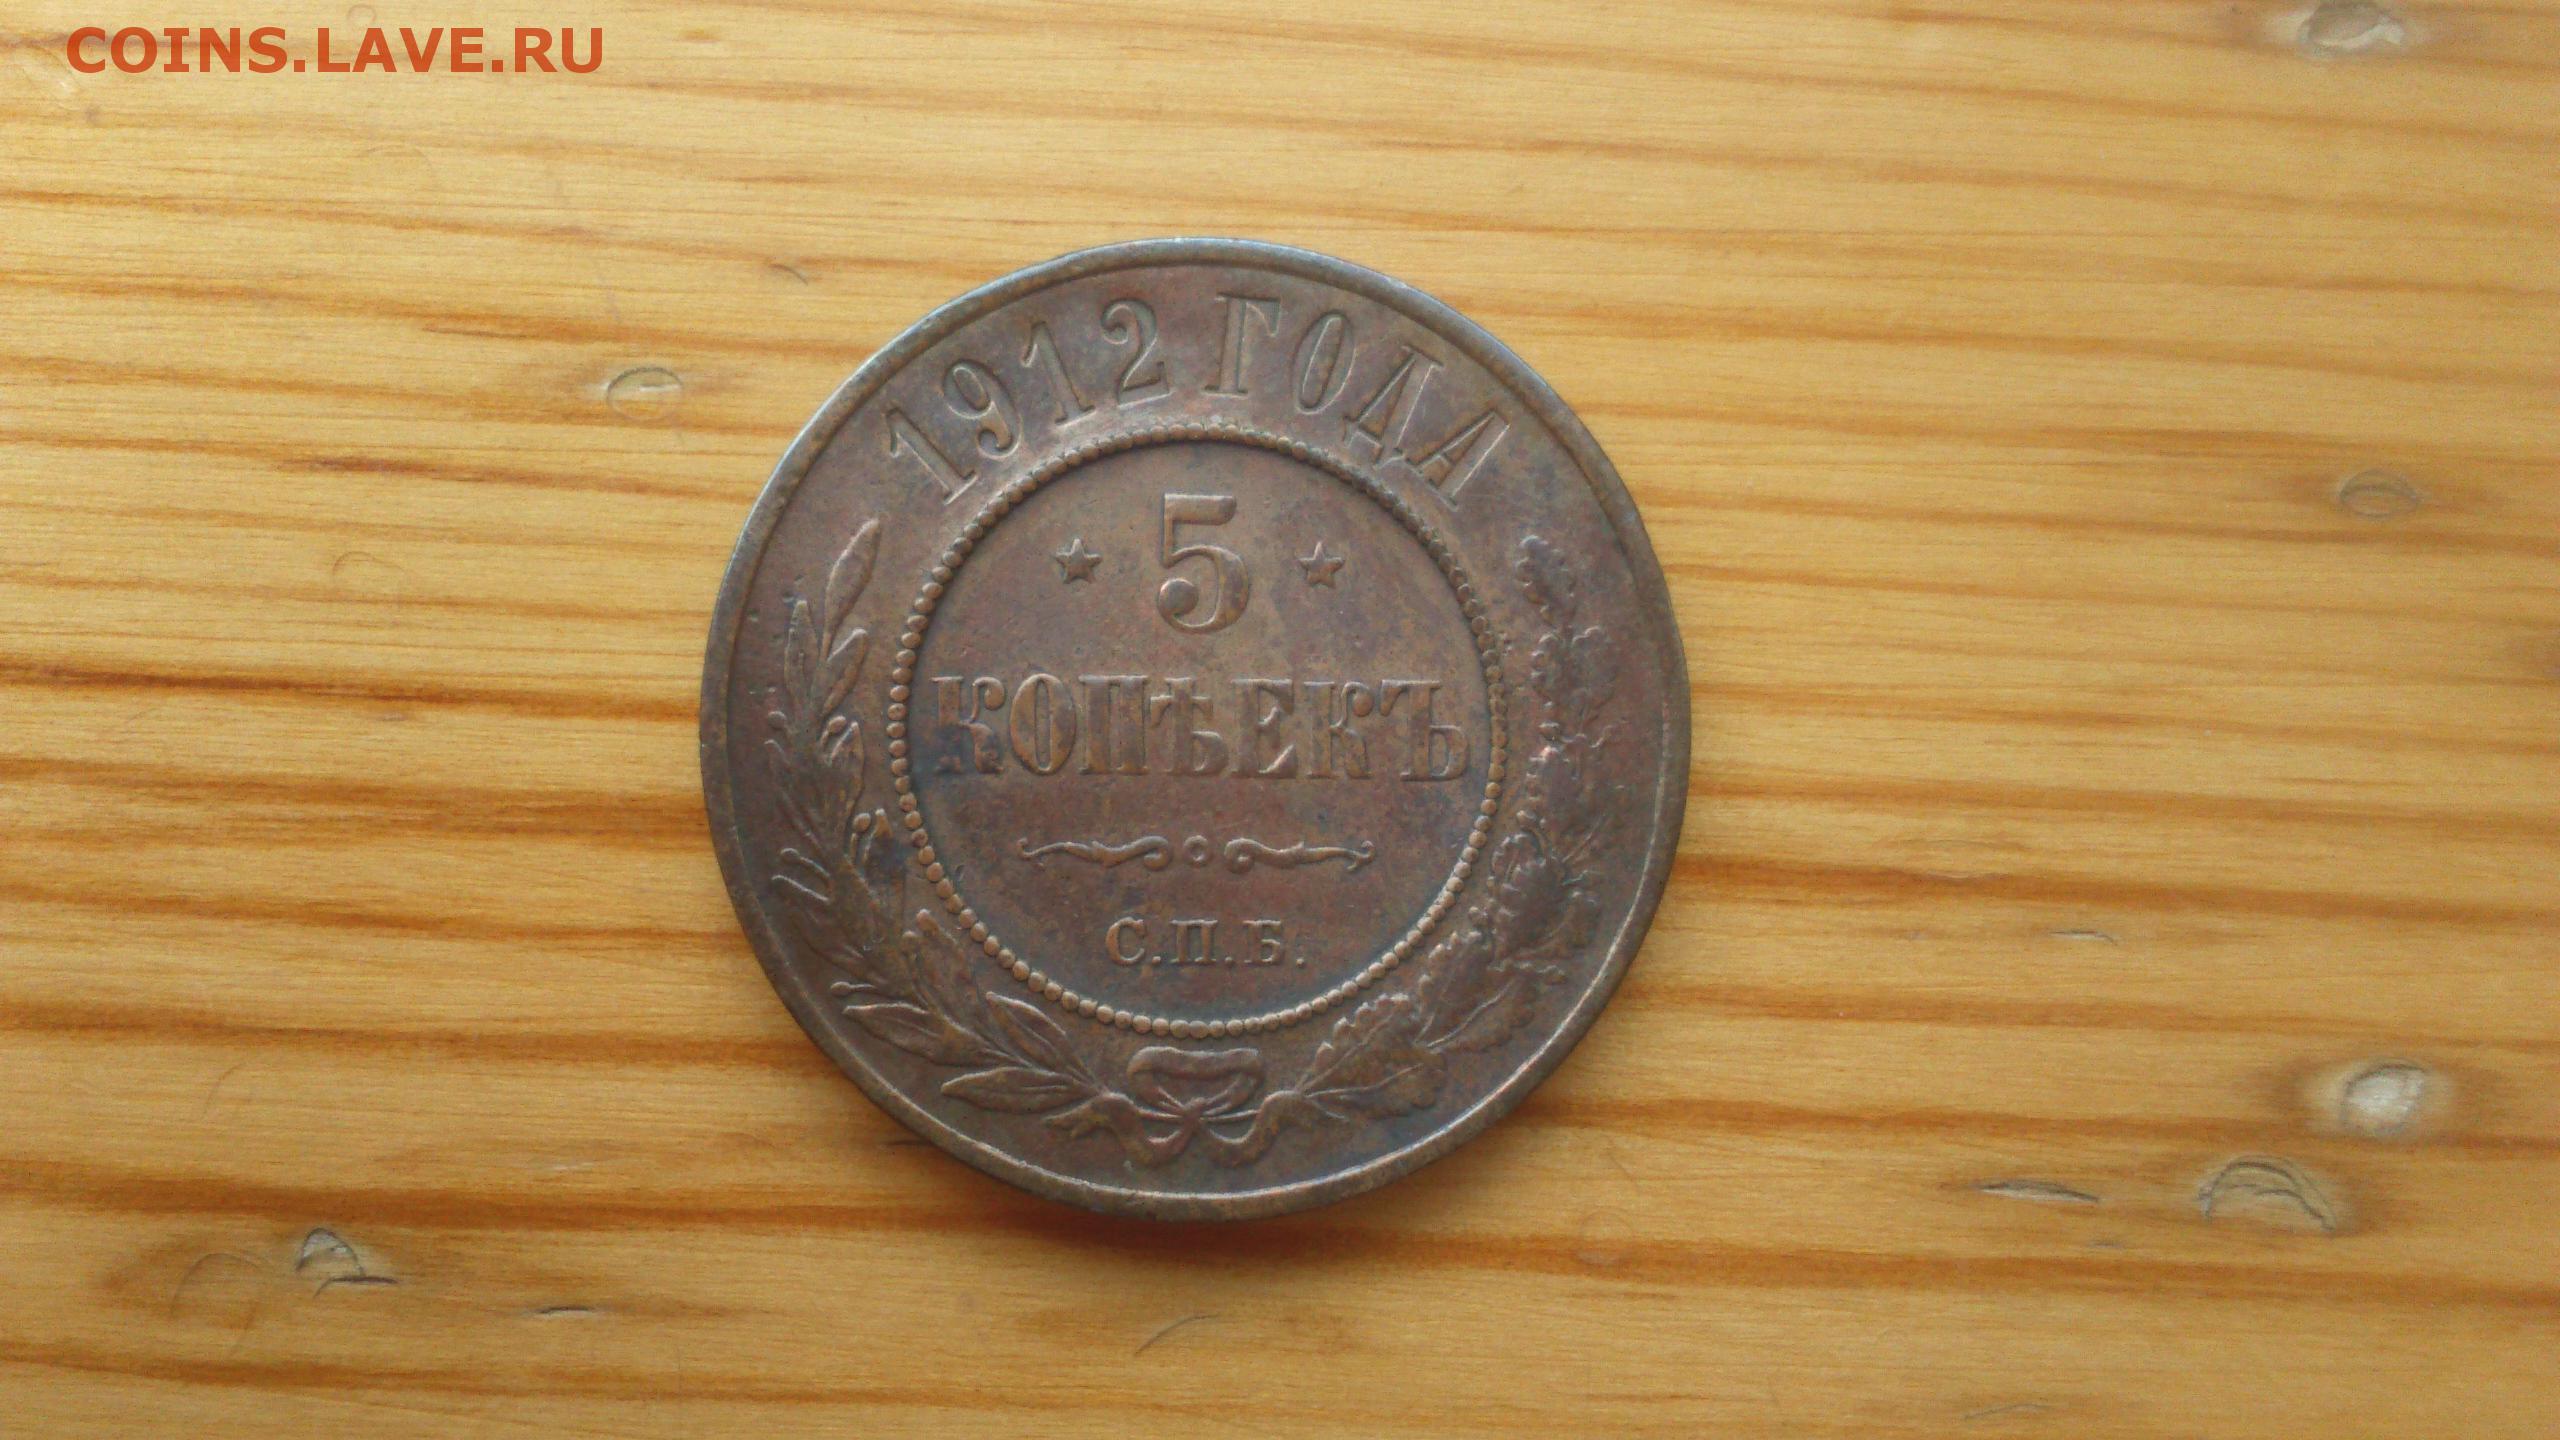 COINS.LAVE.RU
1912 ГОДА
5
КОПѢЕКЪ
С.П.Б.